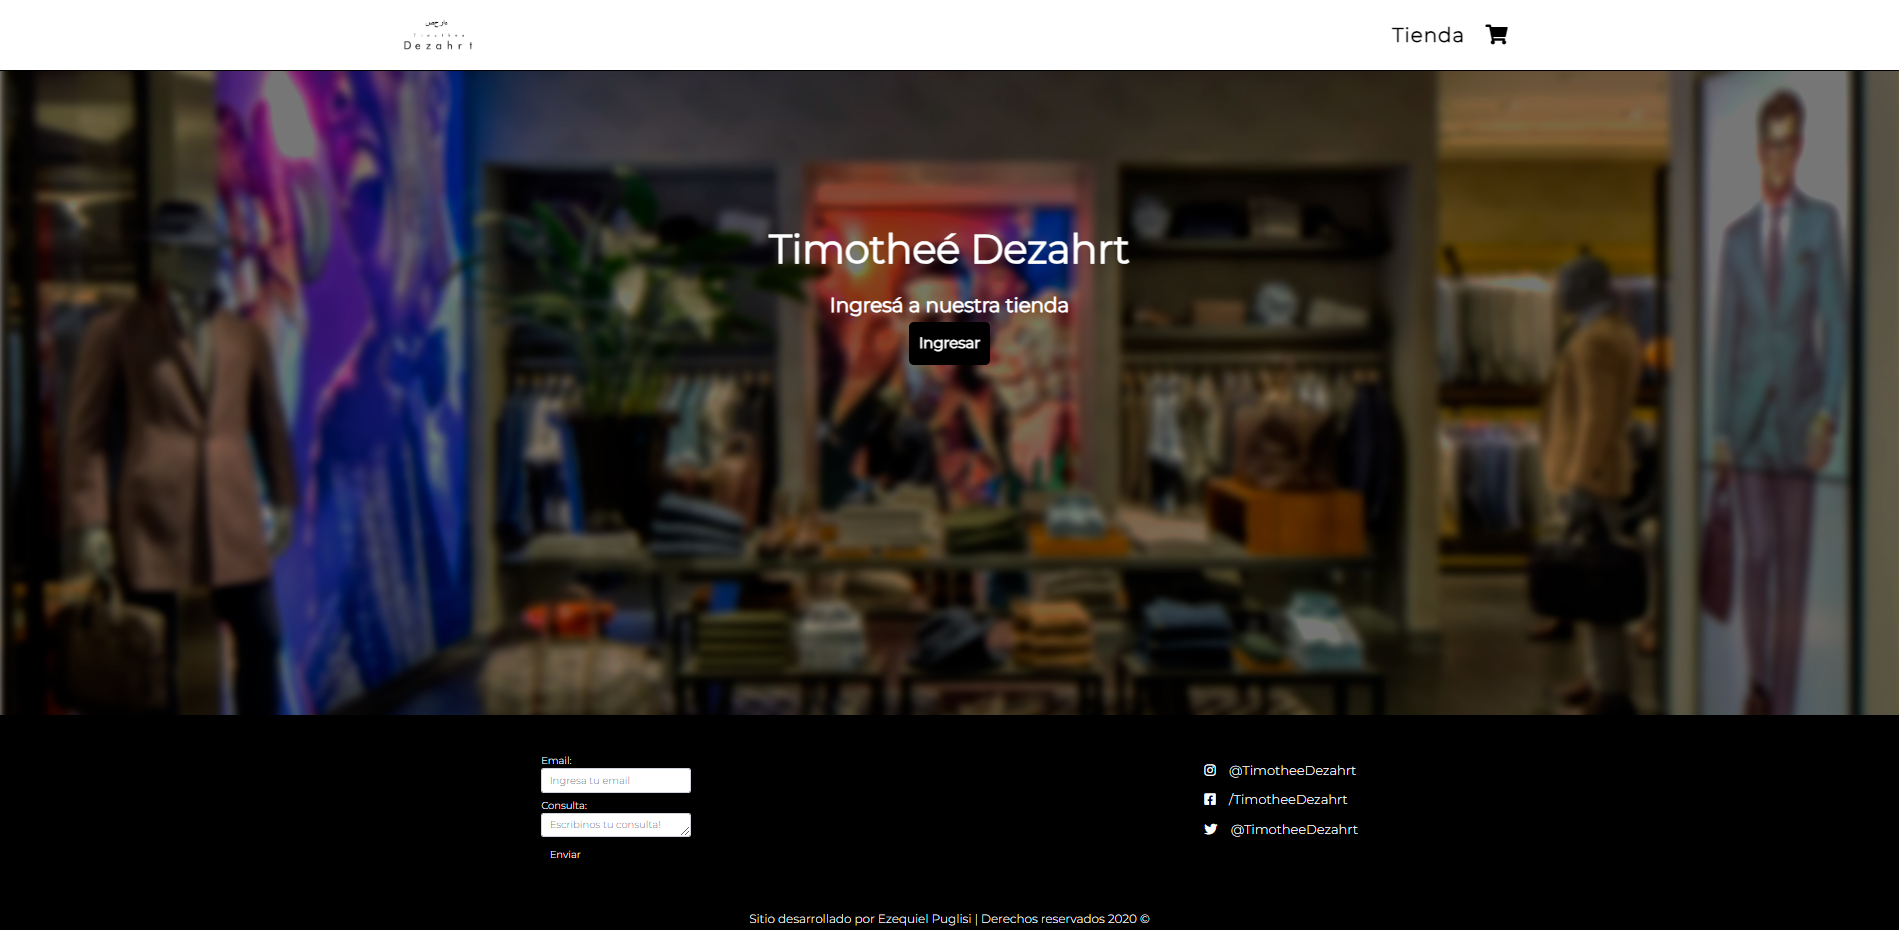 Timothee
Dezahrt
Tienda
Timotheé Dezahrt
Ingresá a nuestra tienda
Ingresar
Email:
Ingresa tu email
Consulta:
Escribinos tu consulta!
Enviar
@TimotheeDezahrt
/TimotheeDezahrt
@TimotheeDezahrt
Sitio desarrollado por Ezequiel Puglisi | Derechos reservados 2020 ©